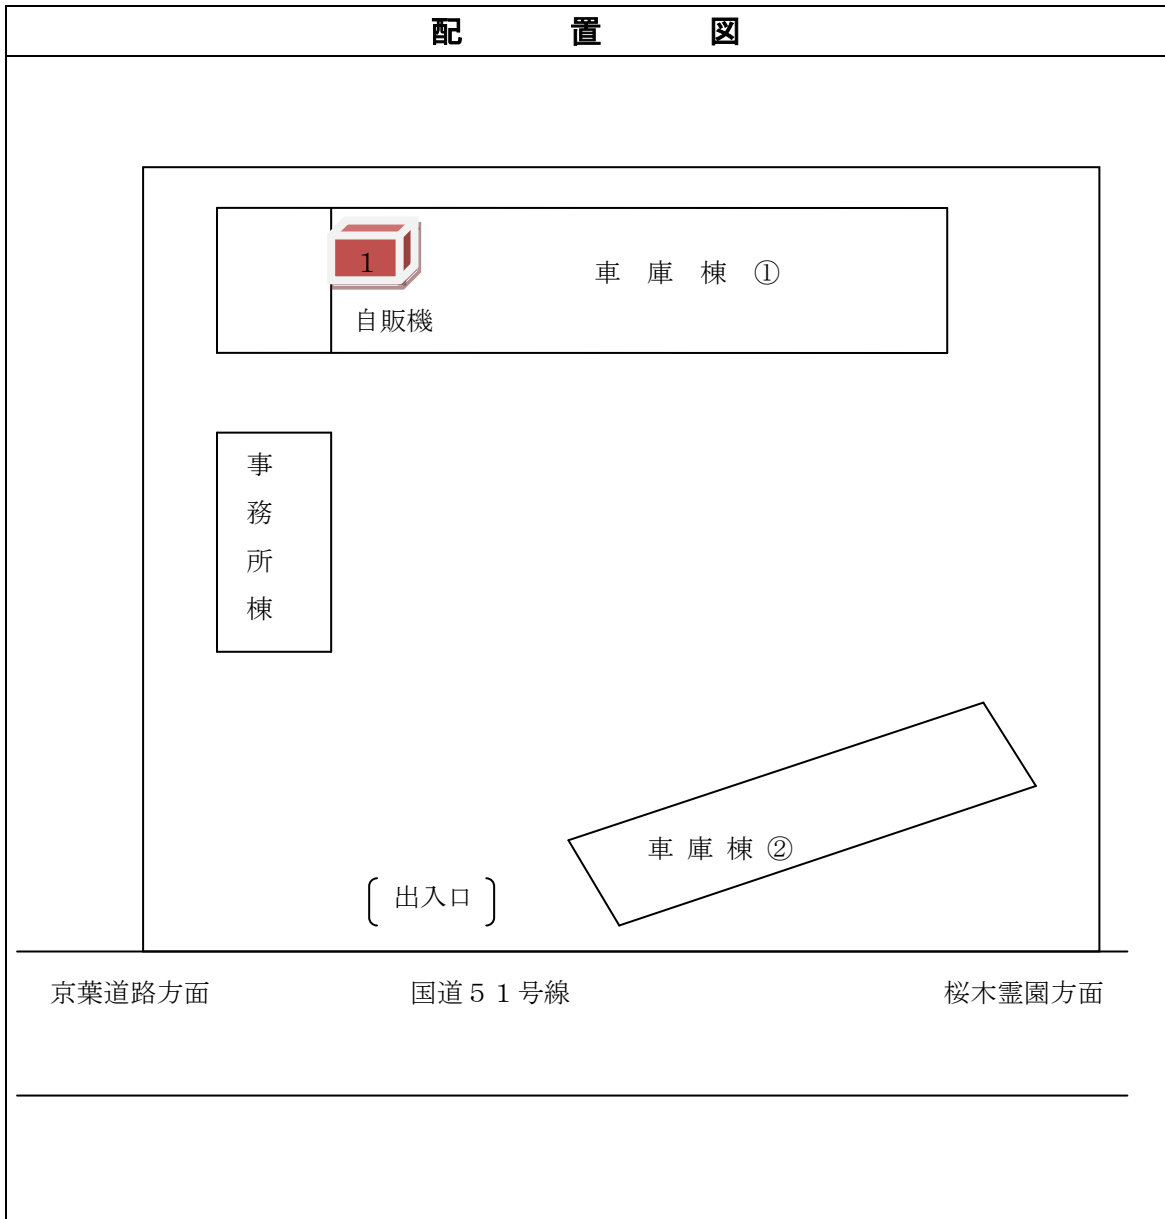 配置図
1
車庫棟①
自販機
事務所棟
車庫棟②
出入口
京葉道路方面
国道51号線
桜木霊園方面